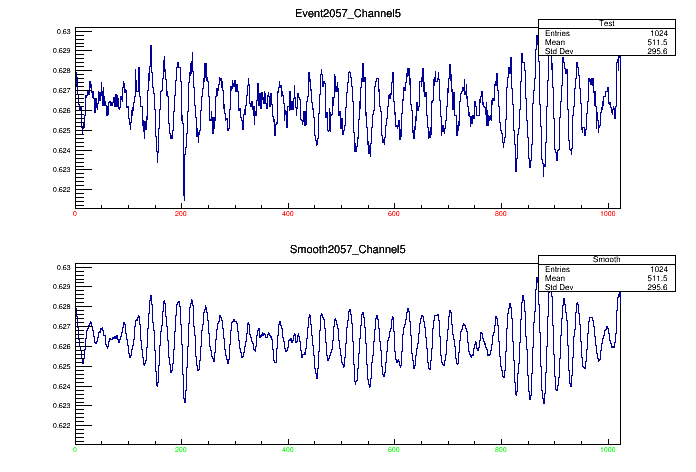 Event2057_Channel5
Test
Entries 1024
Mean 511.5
Std Dev 295.6
0.63
0.629
0.628
0.627
0.626
0.625
0.624
0.623
0.622
0 200 400 600 800 1000
Smooth2057_Channel5
Smooth
Entries 1024
Mean 511.5
Std Dev 295.6
0.63
0.629
0.628
0.627
0.626
0.625
0.624
0.623
0.622
0 200 400 600 800 1000